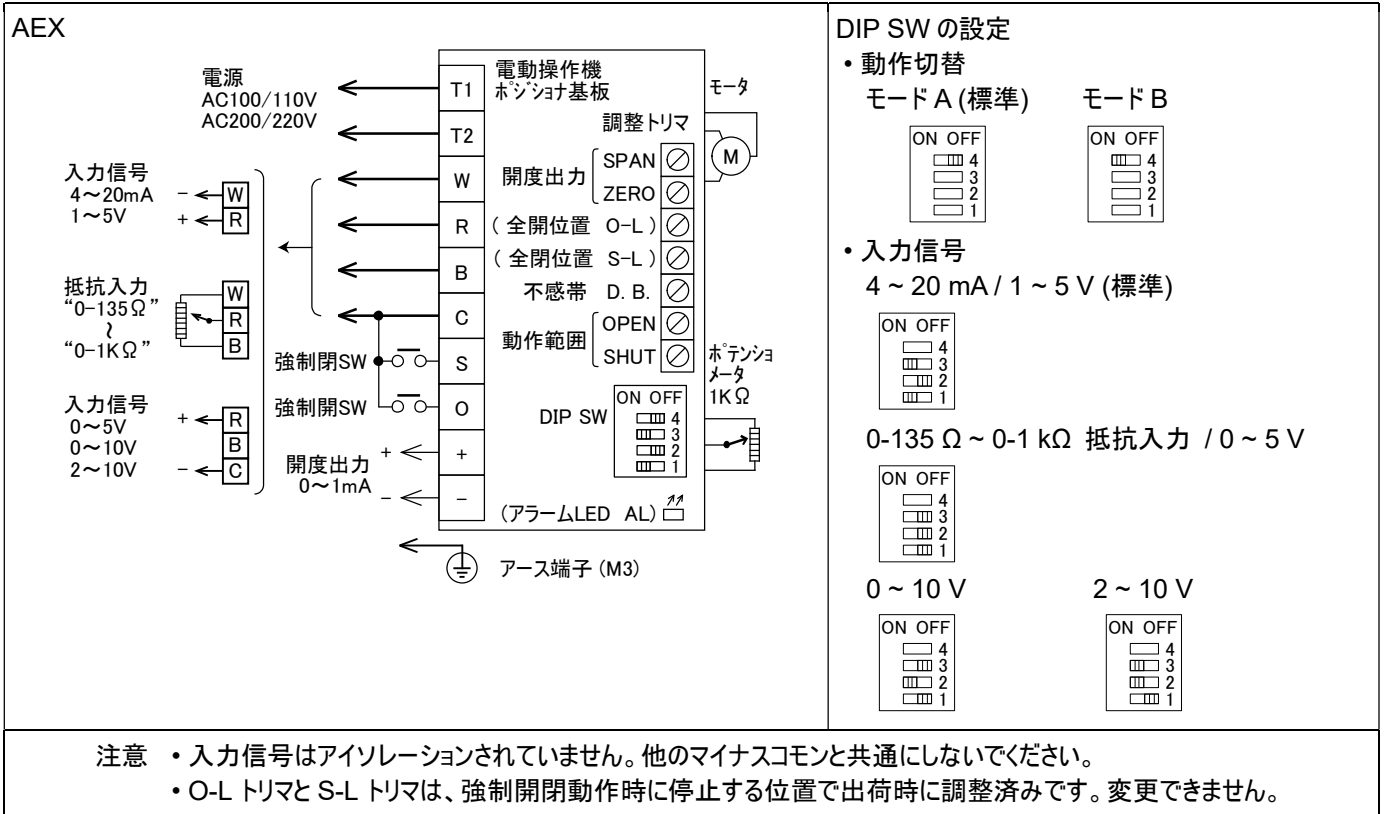 AEX
電源
AC100/110V
AC200/220V
入力信号
4～20mA
1～5V
− W
+ R
抵抗入力
“0-135Ω”
～
“0-1KΩ”
W
R
B
入力信号
0～5V
0～10V
2～10V
+ R
B
− C
強制閉SW
強制開SW
開度出力
0～1mA
+
−
T1
T2
W
R
B
C
S
O
+
−
電動操作機
ポジショナ基板
調整トリマ
開度出力
SPAN
ZERO
( 全開位置 O-L )
( 全閉位置 S-L )
不感帯 D. B.
動作範囲
OPEN
SHUT
DIP SW
ON OFF
4
3
2
1
(アラームLED AL)
アース端子 (M3)
モータ
M
ポテンショ
メータ
1KΩ
DIP SW の設定
• 動作切替
モード A (標準) モード B
ON OFF ON OFF
4 4
3 3
2 2
1 1
• 入力信号
4 ~ 20 mA / 1 ~ 5 V (標準)
ON OFF
4
3
2
1
0-135 Ω ~ 0-1 kΩ 抵抗入力 / 0 ~ 5 V
ON OFF
4
3
2
1
0 ~ 10 V 2 ~ 10 V
ON OFF ON OFF
4 4
3 3
2 2
1 1
注意 • 入力信号はアイソレーションされていません。他のマイナスコモンと共通にしないでください。
• O-L トリマと S-L トリマは、強制開閉動作時に停止する位置で出荷時に調整済みです。変更できません。